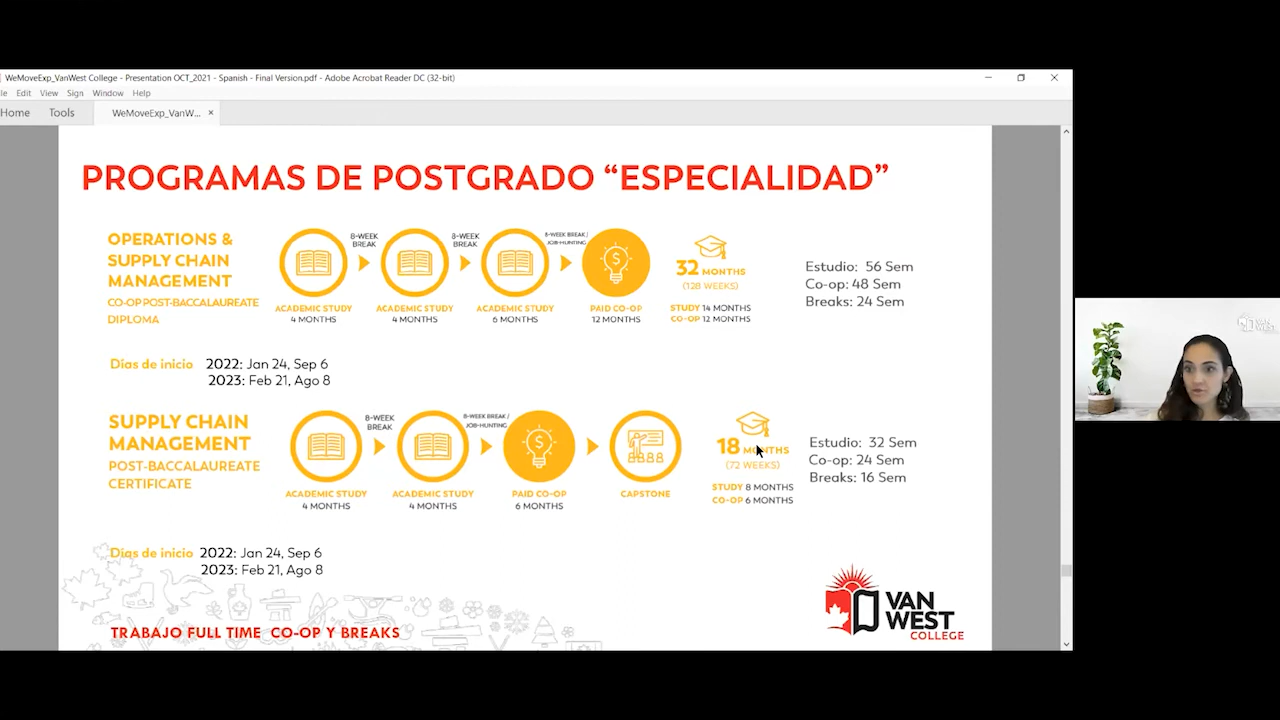 WeMoveExp_VanWest College - Presentation OCT_2021 - Spanish - Final Version.pdf - Adobe Acrobat Reader DC (32-bit)
le Edit View Sign Window Help
Home Tools WeMoveExp_VanW... ×
PROGRAMAS DE POSTGRADO “ESPECIALIDAD”
OPERATIONS &
SUPPLY CHAIN
MANAGEMENT
CO-OP POST-BACCALAUREATE
DIPLOMA
8-WEEK
BREAK
8-WEEK
BREAK
8-WEEK BREAK /
JOB-HUNTING
ACADEMIC STUDY
4 MONTHS
ACADEMIC STUDY
4 MONTHS
ACADEMIC STUDY
6 MONTHS
PAID CO-OP
12 MONTHS
32 MONTHS
(128 WEEKS)
STUDY 14 MONTHS
CO-OP 12 MONTHS
Estudio: 56 Sem
Co-op: 48 Sem
Breaks: 24 Sem
Días de inicio 2022: Jan 24, Sep 6
2023: Feb 21, Ago 8
SUPPLY CHAIN
MANAGEMENT
POST-BACCALAUREATE
CERTIFICATE
8-WEEK
BREAK
8-WEEK BREAK /
JOB-HUNTING
ACADEMIC STUDY
4 MONTHS
ACADEMIC STUDY
4 MONTHS
PAID CO-OP
6 MONTHS
CAPSTONE
18 MONTHS
(72 WEEKS)
STUDY 8 MONTHS
CO-OP 6 MONTHS
Estudio: 32 Sem
Co-op: 24 Sem
Breaks: 16 Sem
Días de inicio 2022: Jan 24, Sep 6
2023: Feb 21, Ago 8
TRABAJO FULL TIME CO-OP Y BREAKS
VAN
WEST
COLLEGE
VAN
WEST